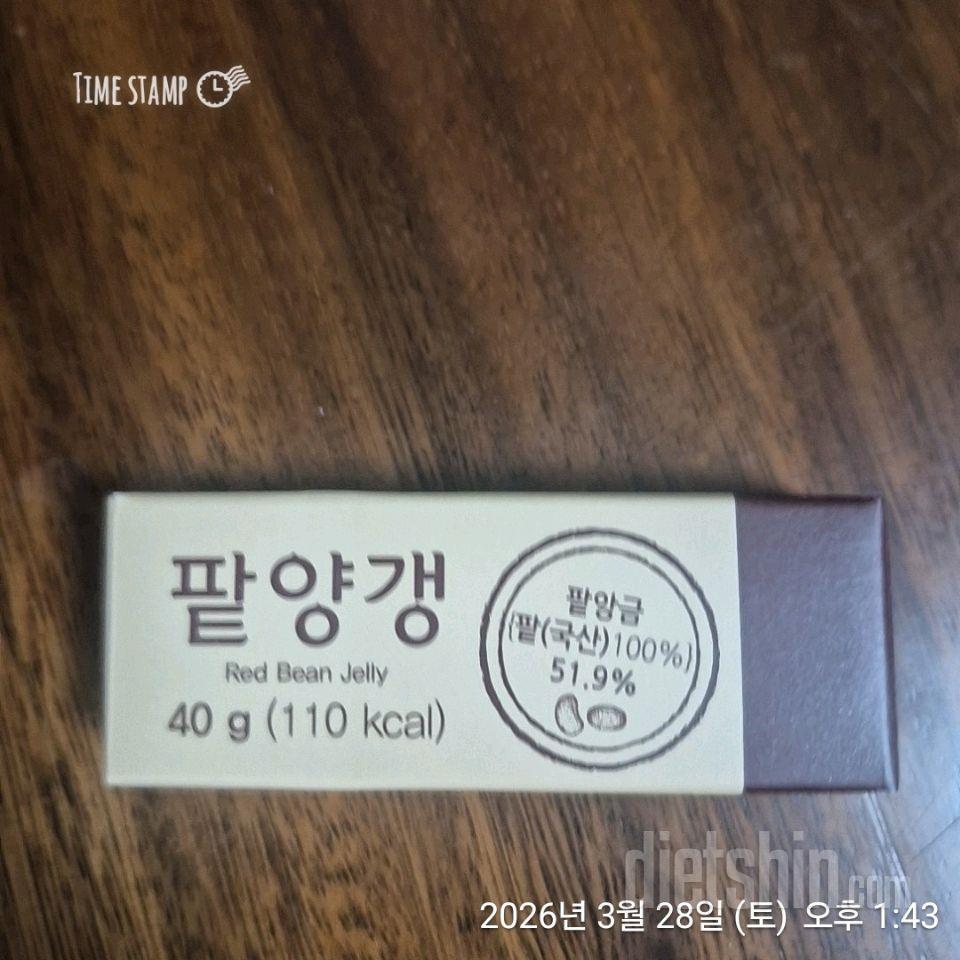 TIME STAMP
팥양갱
Red Bean Jelly
40 g (110 kcal)
팥앙금
{팥(국산)100%}
51.9%
dietship.com
2026년 3월 28일 (토) 오후 1:43